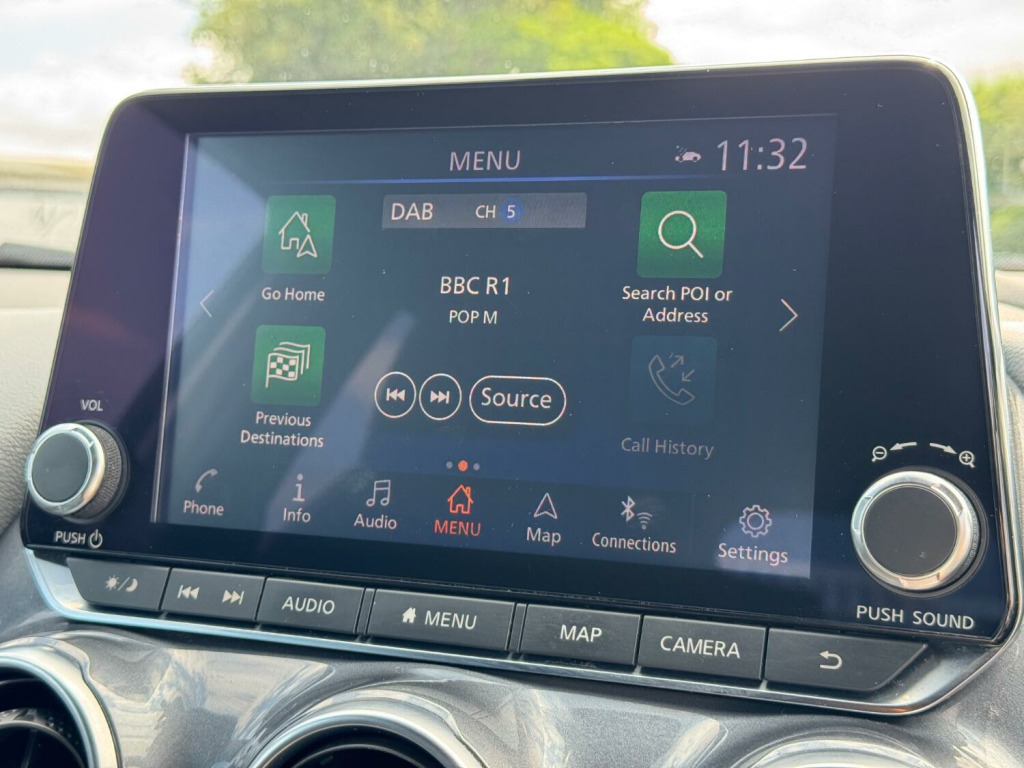 MENU
11:32
DAB CH 5
Go Home
BBC R1
POP M
Search POI or
Address
Previous
Destinations
Source
Call History
Phone
Info
Audio
MENU
Map
Connections
Settings
VOL
PUSH
AUDIO
MENU
MAP
CAMERA
PUSH SOUND